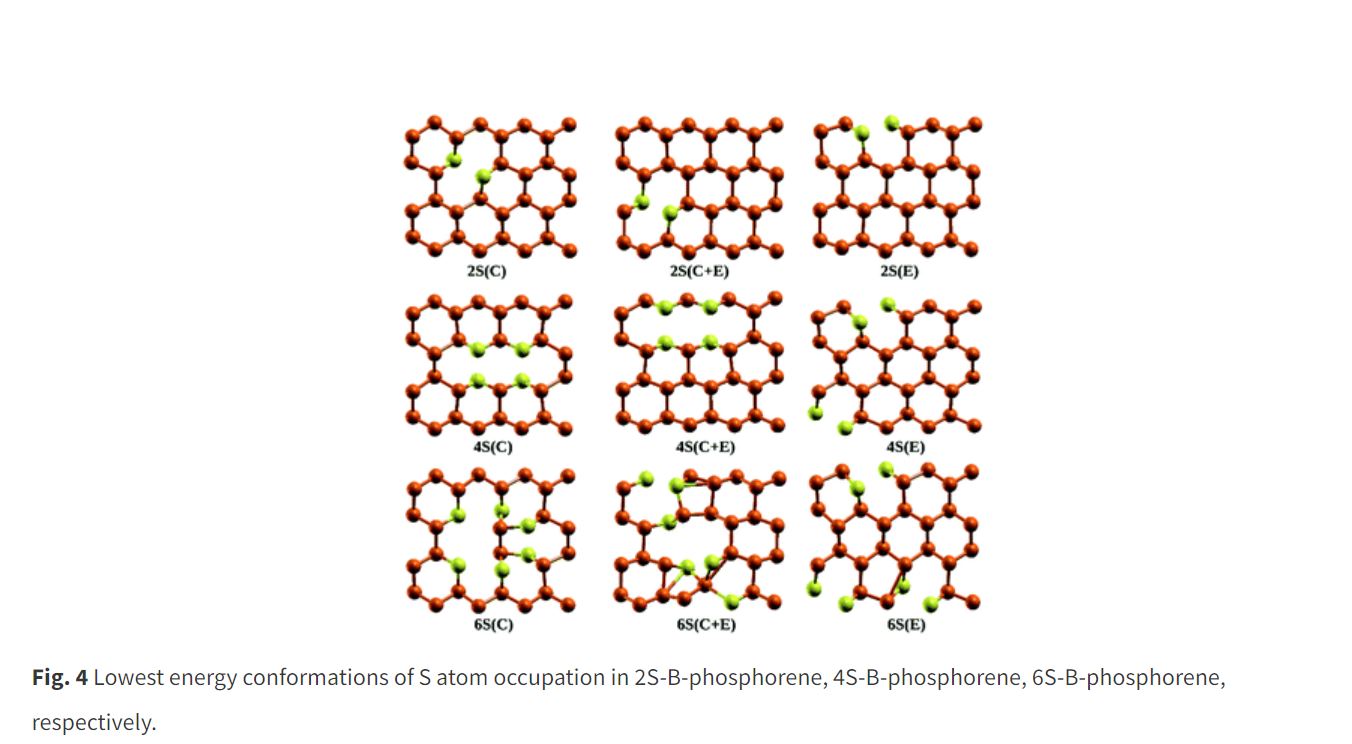 2S(C) 2S(C+E) 2S(E)
4S(C) 4S(C+E) 4S(E)
6S(C) 6S(C+E) 6S(E)
Fig. 4 Lowest energy conformations of S atom occupation in 2S-B-phosphorene, 4S-B-phosphorene, 6S-B-phosphorene,
respectively.